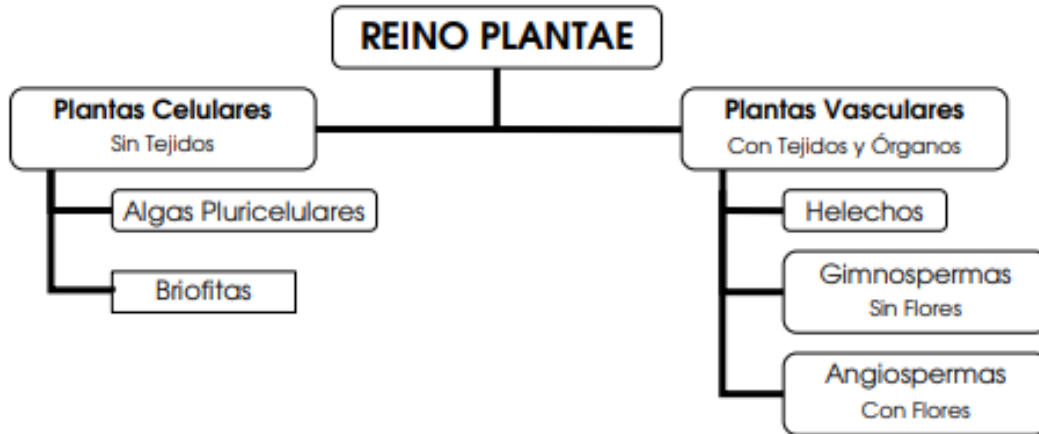 REINO PLANTAE
Plantas Celulares
Sin Tejidos
Algas Pluricelulares
Briofitas
Plantas Vasculares
Con Tejidos y Órganos
Helechos
Gimnospermas
Sin Flores
Angiospermas
Con Flores